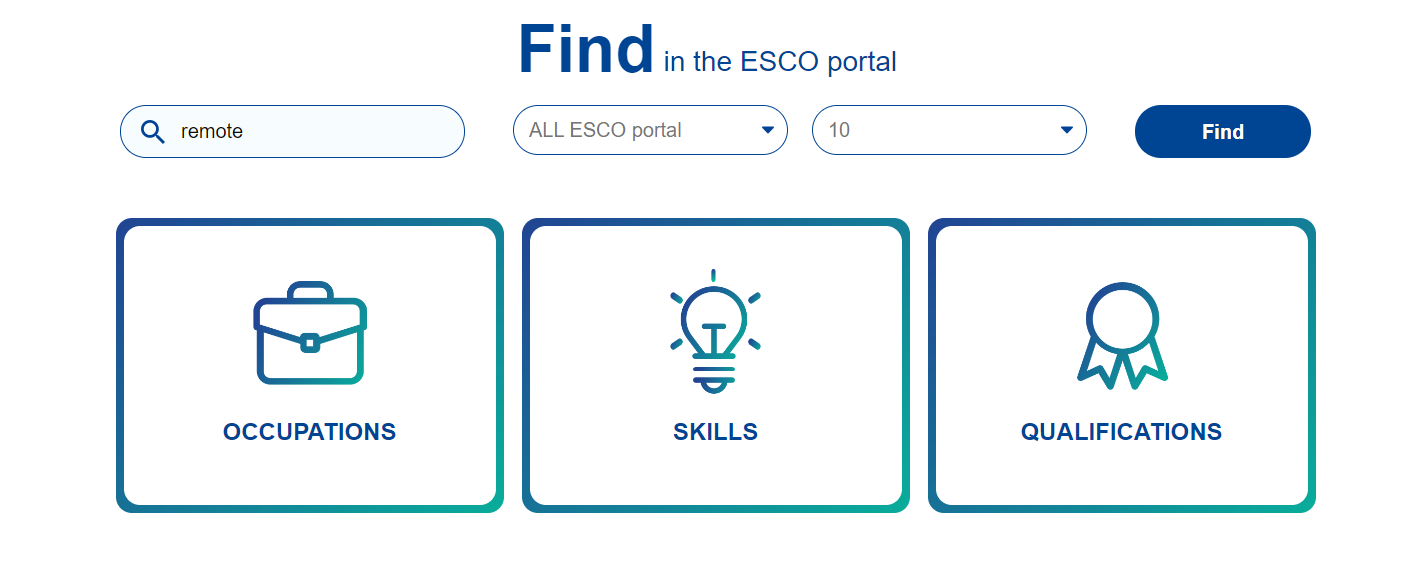 Find in the ESCO portal
remote
ALL ESCO portal
10
Find
OCCUPATIONS
SKILLS
QUALIFICATIONS